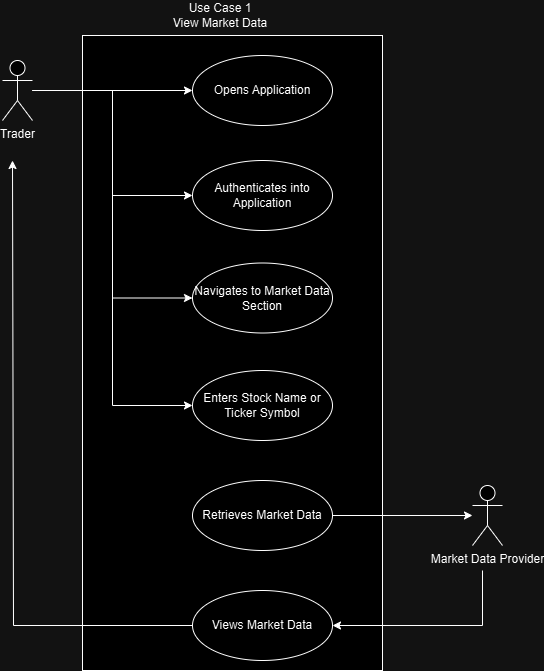 Use Case 1
View Market Data
Opens Application
Trader
Authenticates into
Application
Navigates to Market Data
Section
Enters Stock Name or
Ticker Symbol
Retrieves Market Data
Market Data Provider
Views Market Data